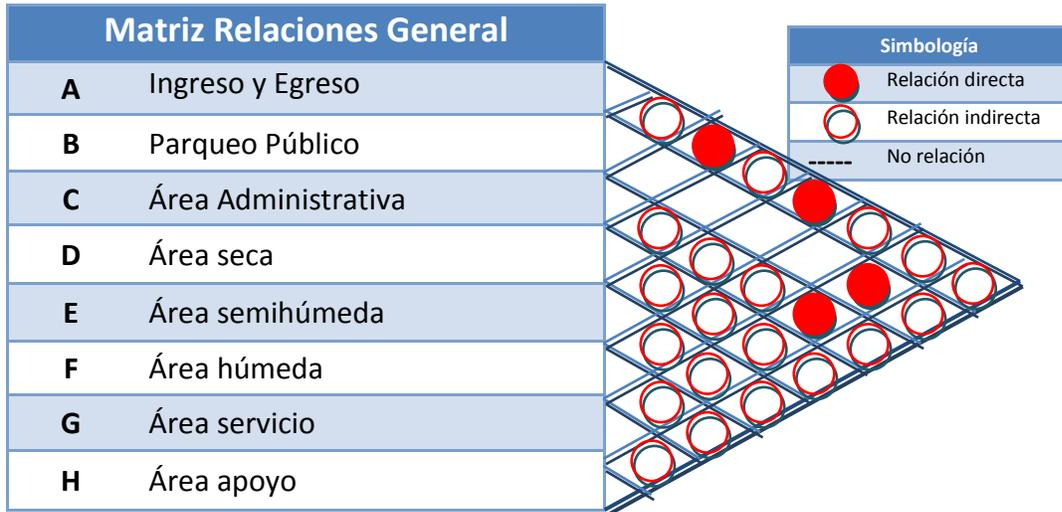 Matriz Relaciones General
A Ingreso y Egreso
B Parqueo Público
C Área Administrativa
D Área seca
E Área semihúmeda
F Área húmeda
G Área servicio
H Área apoyo
Simbología
Relación directa
Relación indirecta
----- No relación